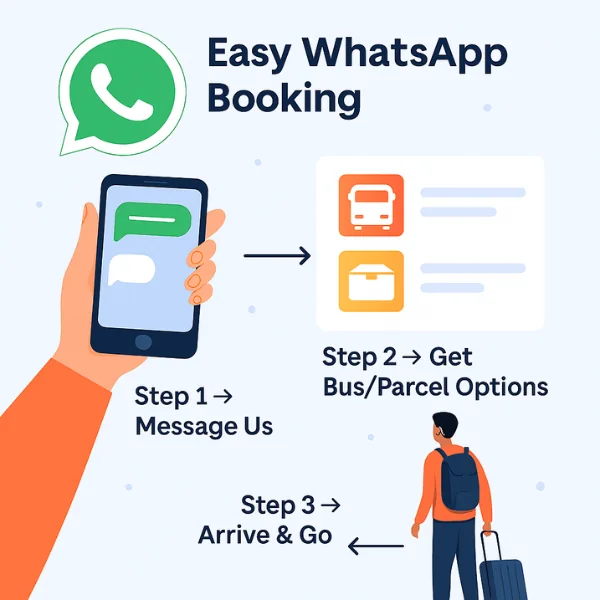 Easy WhatsApp
Booking
Step 1 →
Message Us
Step 2 → Get
Bus/Parcel Options
Step 3 →
Arrive & Go